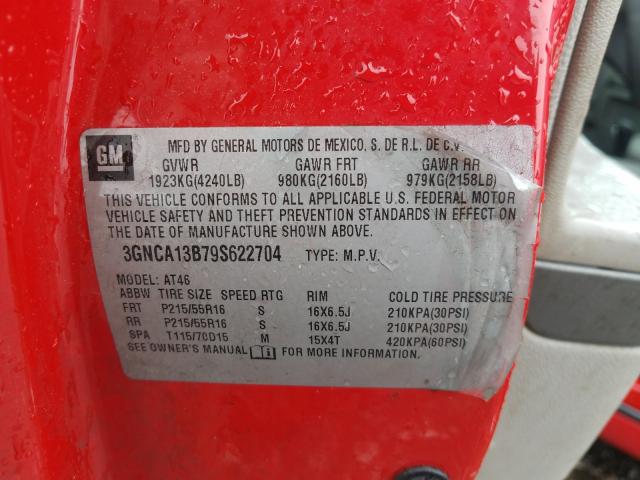 GM
MFD BY GENERAL MOTORS DE MEXICO, S. DE R.L. DE C.V.
GVWR GAWR FRT GAWR RR
1923KG(4240LB) 980KG(2160LB) 979KG(2158LB)
THIS VEHICLE CONFORMS TO ALL APPLICABLE U.S. FEDERAL MOTOR
VEHICLE SAFETY AND THEFT PREVENTION STANDARDS IN EFFECT
ON THE DATE OF MANUFACTURE SHOWN ABOVE.
3GNCA13B79S622704 TYPE: M.P.V.
MODEL: AT46
ABBW TIRE SIZE SPEED RTG RIM COLD TIRE PRESSURE
FRT P215/55R16 S 16X6.5J 210KPA(30PSI)
RR P215/55R16 S 16X6.5J 210KPA(30PSI)
SPA T115/70D15 M 15X4T 420KPA(60PSI)
SEE OWNER'S MANUAL FOR MORE INFORMATION.